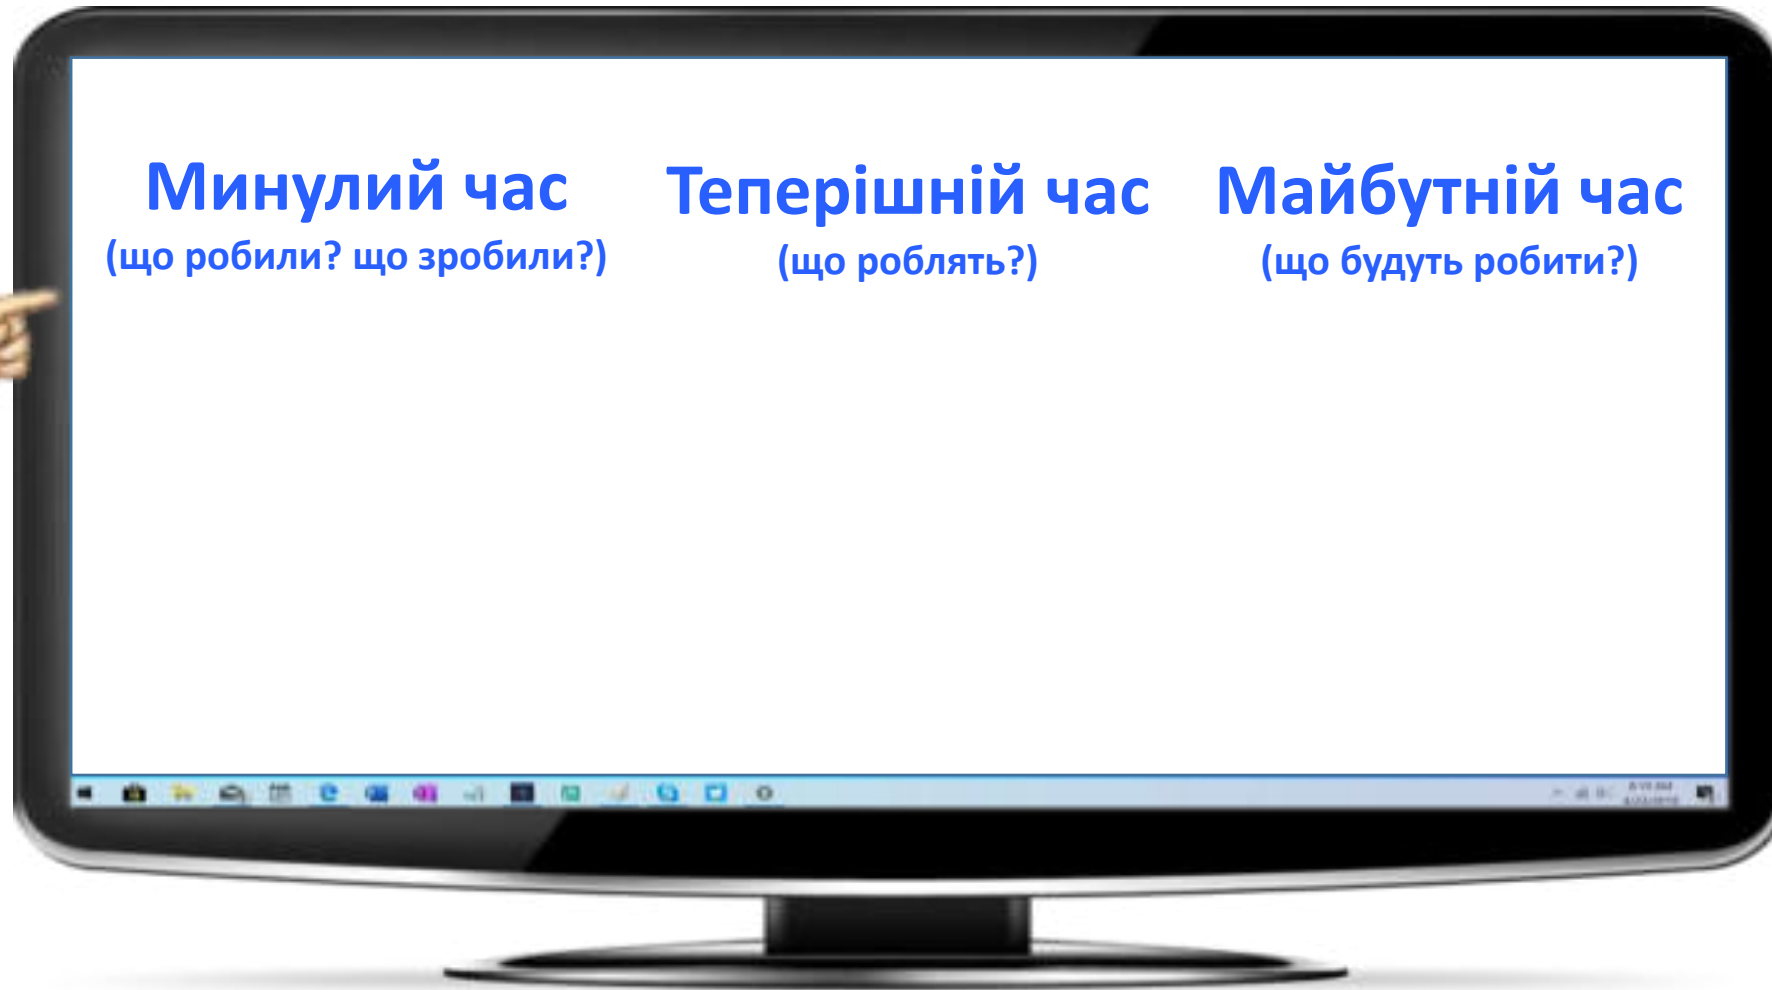 Минулий час
(що робили? що зробили?)
Теперішній час
(що роблять?)
Майбутній час
(що будуть робити?)